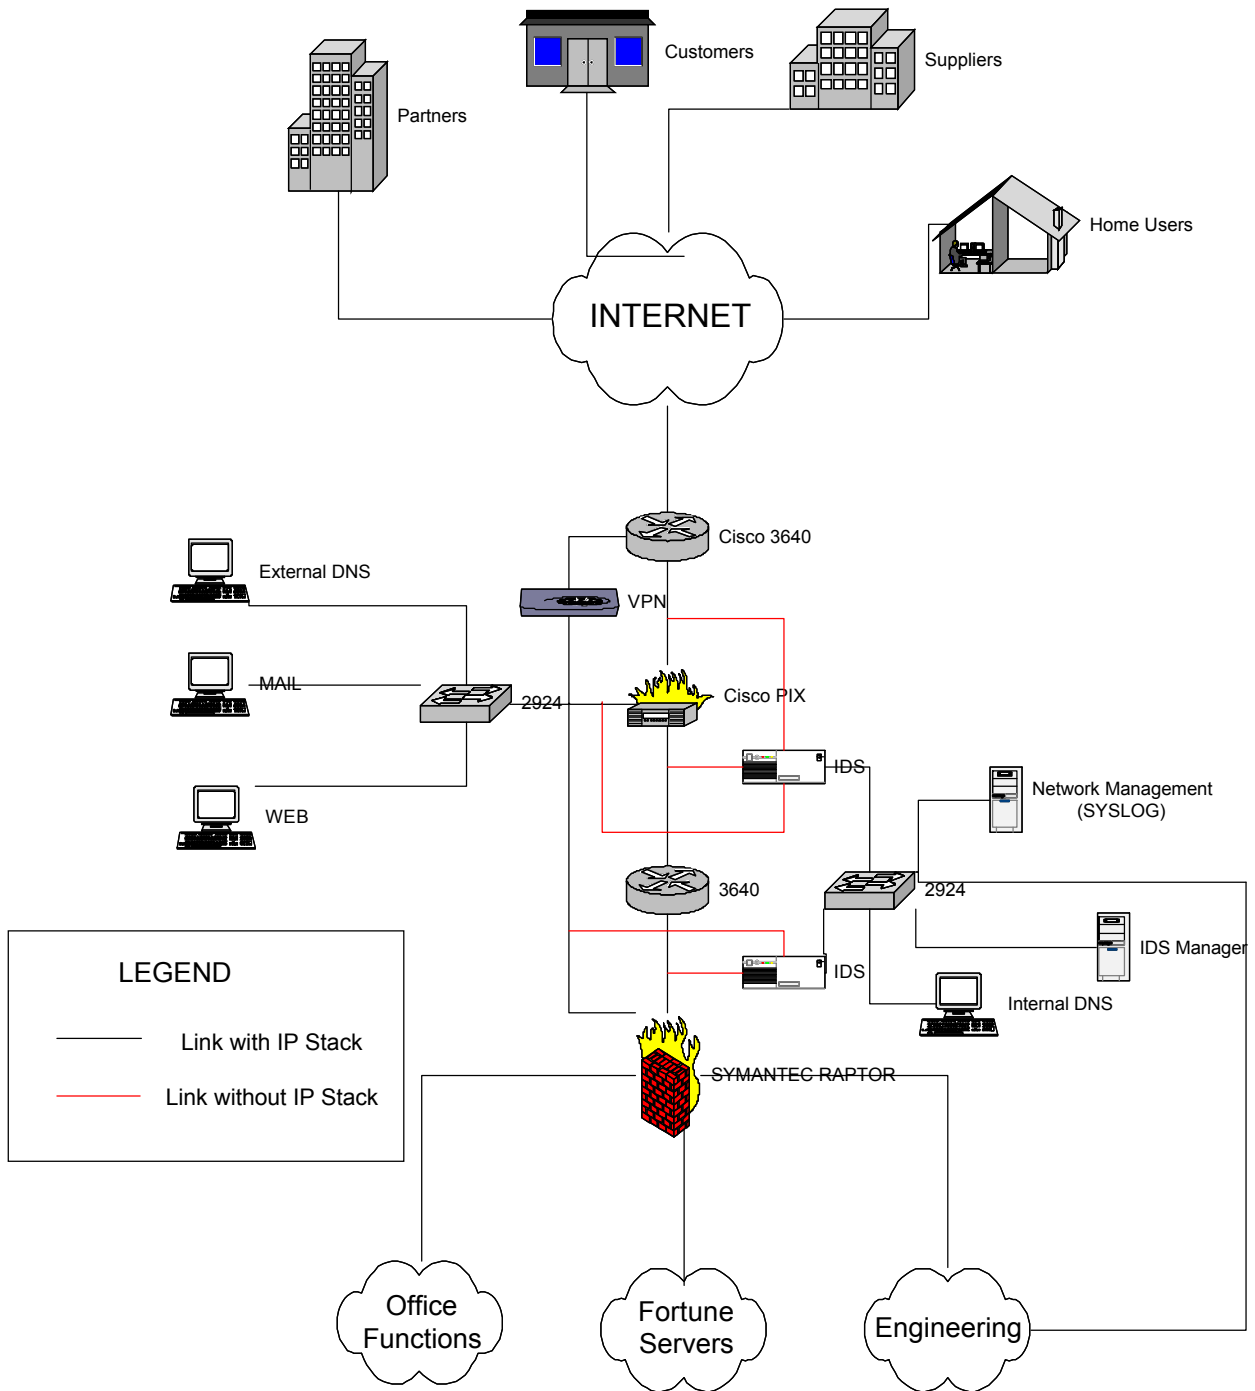 Customers
Suppliers
Partners
Home Users
INTERNET
Cisco 3640
External DNS
VPN
MAIL
2924
Cisco PIX
IDS
Network Management
(SYSLOG)
WEB
3640
2924
IDS Manager
IDS
LEGEND
Internal DNS
Link with IP Stack
SYMANTEC RAPTOR
Link without IP Stack
Office
Functions
Fortune
Servers
Engineering